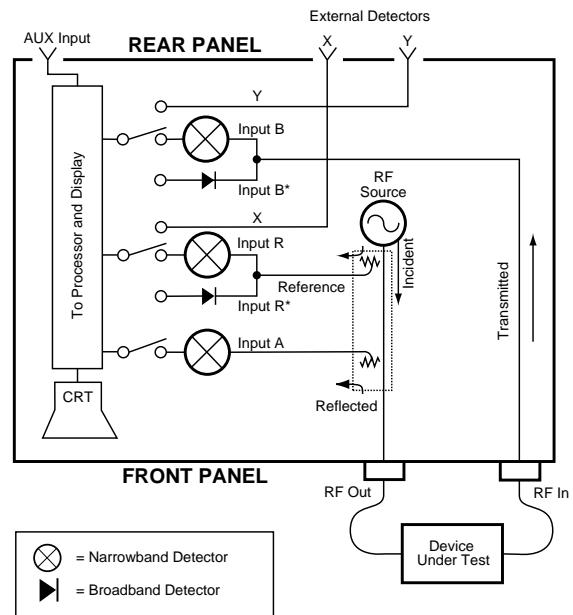 External Detectors
AUX Input
X
Y
REAR PANEL
Y
Input B
Input B*
RF
Source
X
Input R
Reference
Input R*
Incident
Transmitted
To Processor and Display
Input A
Reflected
CRT
FRONT PANEL
RF Out
RF In
Device
Under Test
= Narrowband Detector
= Broadband Detector